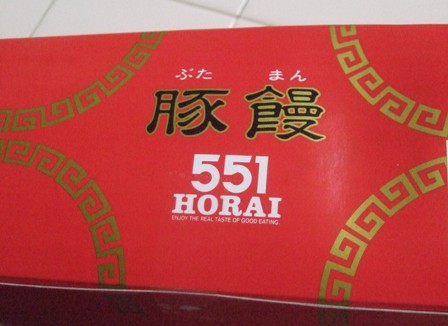 ぶた まん
豚饅
551
HORAI
ENJOY THE REAL TASTE OF GOOD EATING.